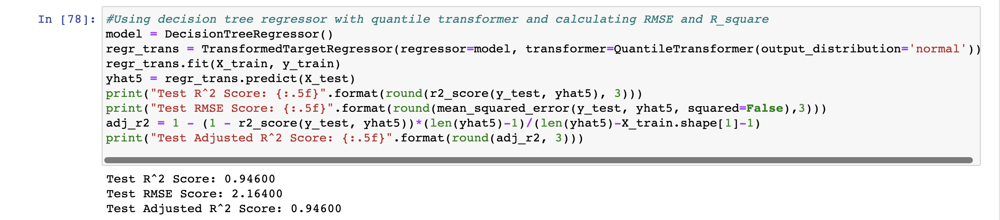 In [78]: #Using decision tree regressor with quantile transformer and calculating RMSE and R_square
model = DecisionTreeRegressor()
regr_trans = TransformedTargetRegressor(regressor=model, transformer=QuantileTransformer(output_distribution='normal'))
regr_trans.fit(X_train, y_train)
yhat5 = regr_trans.predict(X_test)
print("Test R^2 Score: {:.5f}".format(round(r2_score(y_test, yhat5), 3)))
print("Test RMSE Score: {:.5f}".format(round(mean_squared_error(y_test, yhat5, squared=False),3)))
adj_r2 = 1 - (1 - r2_score(y_test, yhat5))*(len(yhat5)-1)/(len(yhat5)-X_train.shape[1]-1)
print("Test Adjusted R^2 Score: {:.5f}".format(round(adj_r2, 3)))
Test R^2 Score: 0.94600
Test RMSE Score: 2.16400
Test Adjusted R^2 Score: 0.94600